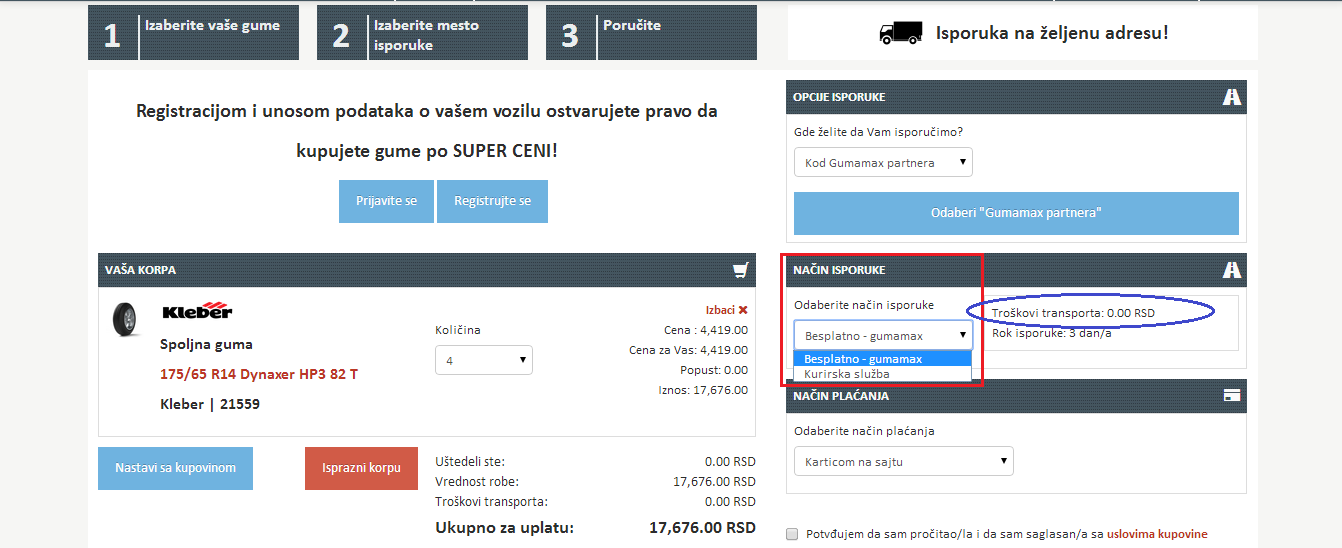 1 Izaberite vaše gume
2 Izaberite mesto
isporuke
3 Poručite
Isporuka na željenu adresu!
Registracijom i unosom podataka o vašem vozilu ostvarujete pravo da
kupujete gume po SUPER CENI!
Prijavite se
Registrujte se
VAŠA KORPA
Kleber
Spoljna guma
175/65 R14 Dynaxer HP3 82 T
Kleber | 21559
Količina
4
Izbaci ✖
Cena : 4,419.00
Cena za Vas: 4,419.00
Popust: 0.00
Iznos: 17,676.00
Nastavi sa kupovinom
Isprazni korpu
Uštedeli ste: 0.00 RSD
Vrednost robe: 17,676.00 RSD
Troškovi transporta: 0.00 RSD
Ukupno za uplatu: 17,676.00 RSD
OPCIJE ISPORUKE
Gde želite da Vam isporučimo?
Kod Gumamax partnera
Odaberi "Gumamax partnera"
NAČIN ISPORUKE
Odaberite način isporuke
Besplatno - gumamax
Besplatno - gumamax
Kurirska služba
Troškovi transporta: 0.00 RSD
Rok isporuke: 3 dan/a
NAČIN PLAĆANJA
Odaberite način plaćanja
Karticom na sajtu
Potvđujem da sam pročitao/la i da sam saglasan/a sa uslovima kupovine